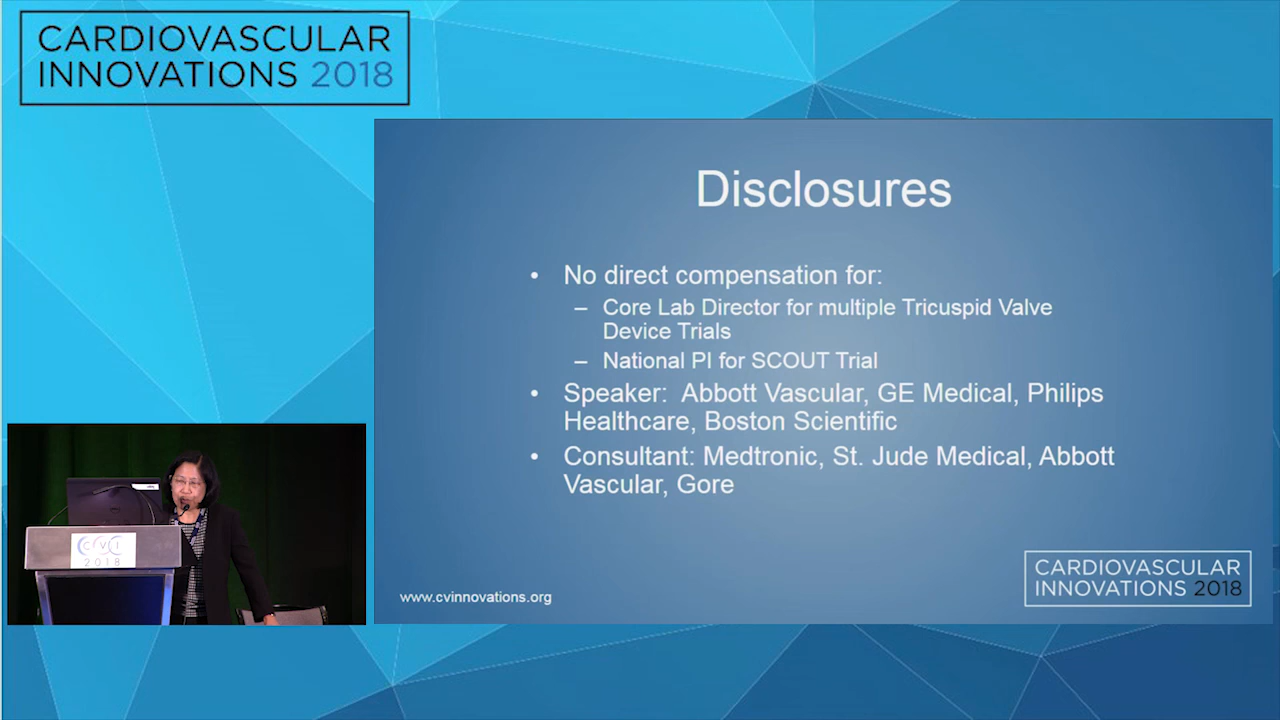 CARDIOVASCULAR
INNOVATIONS 2018
Disclosures
• No direct compensation for:
– Core Lab Director for multiple Tricuspid Valve
Device Trials
– National PI for SCOUT Trial
• Speaker: Abbott Vascular, GE Medical, Philips
Healthcare, Boston Scientific
• Consultant: Medtronic, St. Jude Medical, Abbott
Vascular, Gore
www.cvinnovations.org
CARDIOVASCULAR
INNOVATIONS 2018
CVI
2018